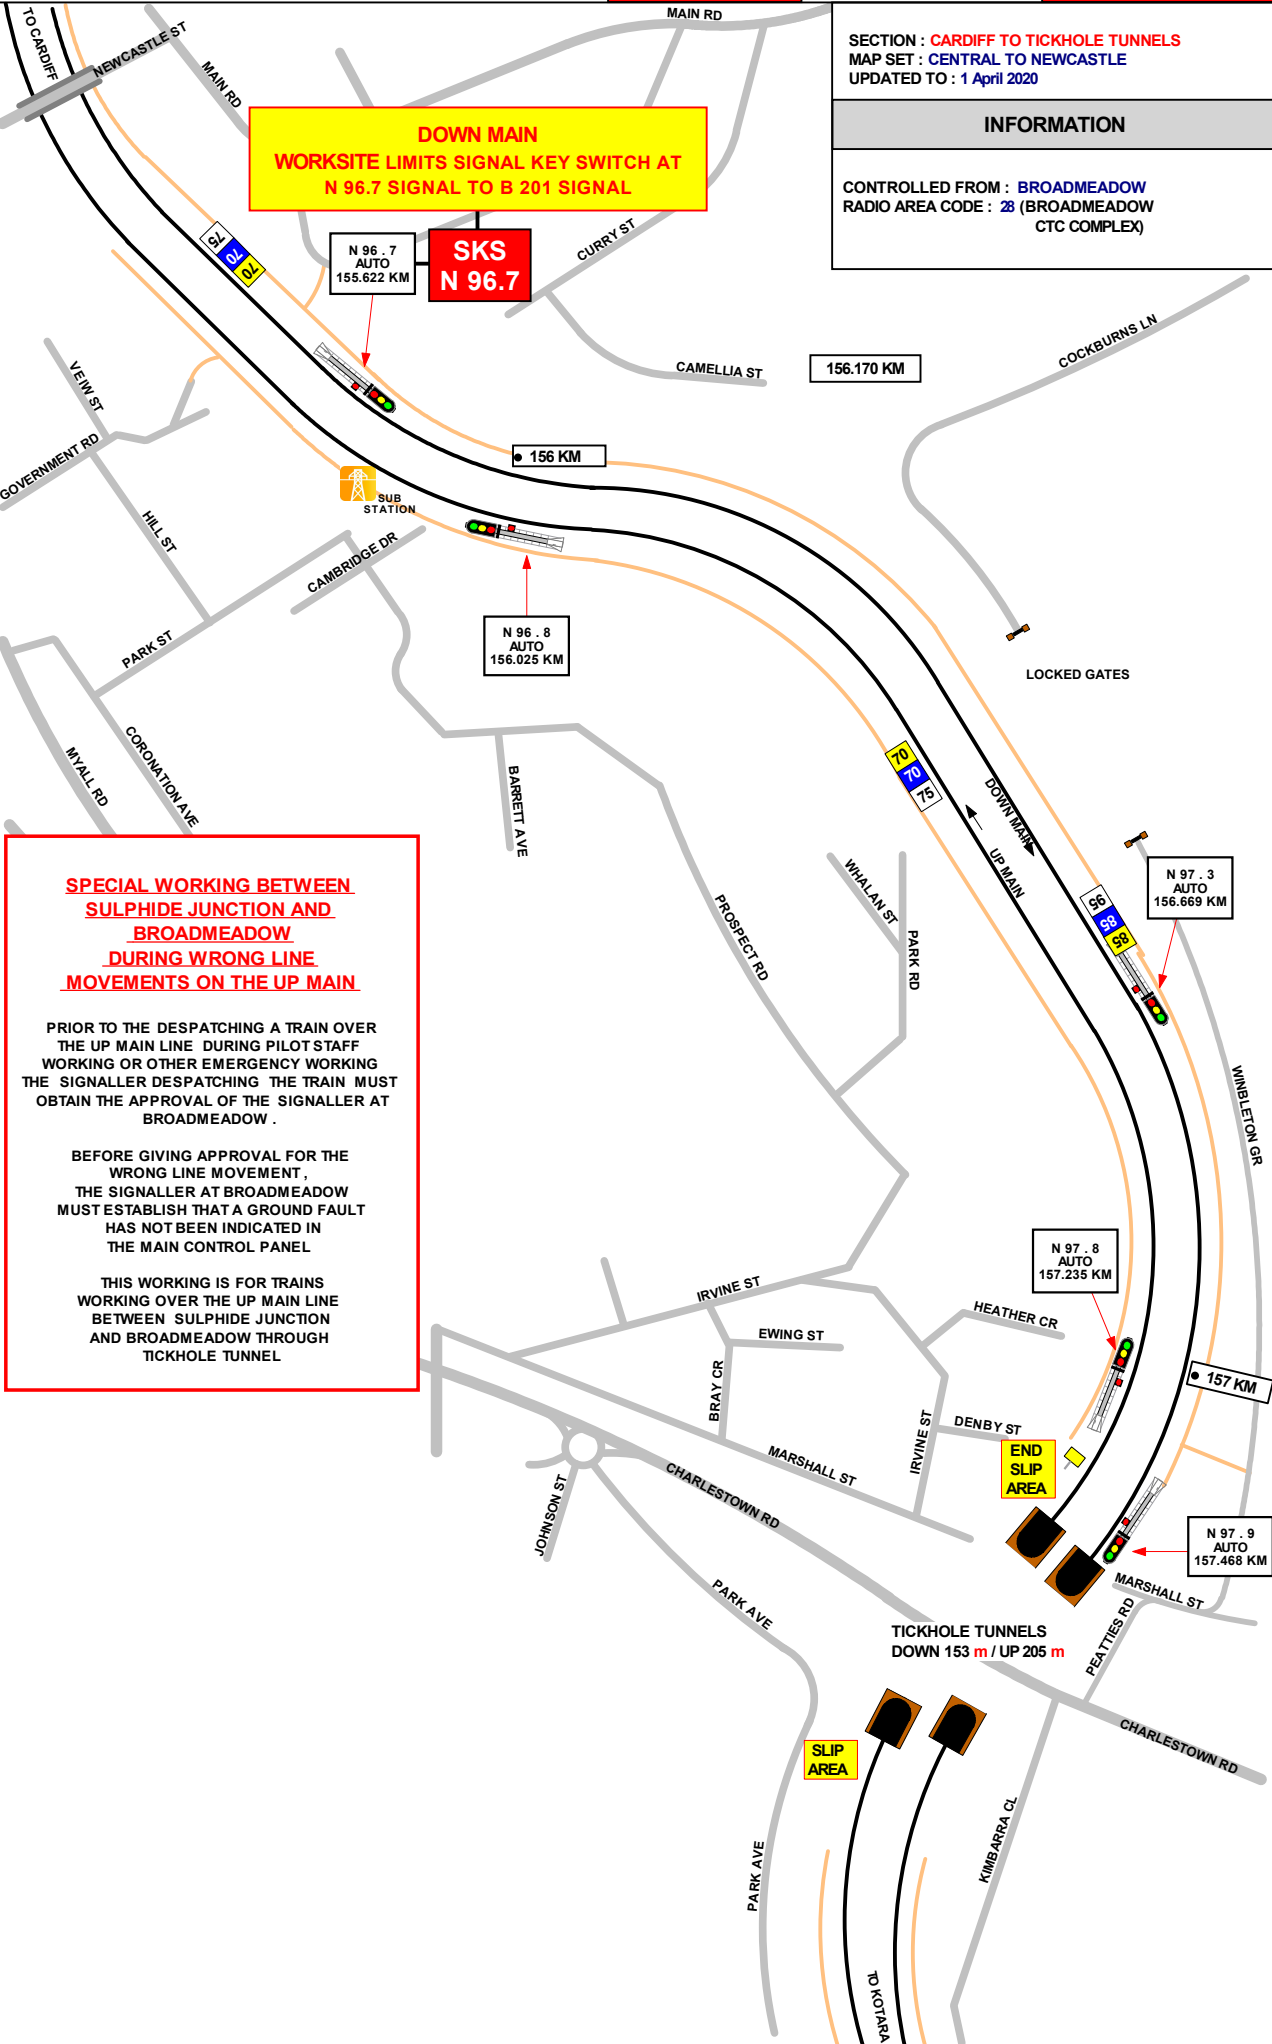 MAIN RD
TO CARDIFF
NEWCASTLE ST
MAIN RD
SECTION : CARDIFF TO TICKHOLE TUNNELS
MAP SET : CENTRAL TO NEWCASTLE
UPDATED TO : 1 April 2020
INFORMATION
CONTROLLED FROM : BROADMEADOW
RADIO AREA CODE : 28 (BROADMEADOW
CTC COMPLEX)
DOWN MAIN
WORKSITE LIMITS SIGNAL KEY SWITCH AT
N 96.7 SIGNAL TO B 201 SIGNAL
75
70
70
N 96 . 7
AUTO
155.622 KM
SKS
N 96.7
CURRY ST
COCKBURNS LN
CAMELLIA ST
156.170 KM
VEIW ST
GOVERNMENT RD
156 KM
SUB
STATION
HILL ST
CAMBRIDGE DR
N 96 . 8
AUTO
156.025 KM
PARK ST
LOCKED GATES
MYALL RD
CORONATION AVE
BARRETT AVE
70
70
75
DOWN MAIN
UP MAIN
WHALAN ST
PARK RD
PROSPECT RD
N 97 . 3
AUTO
156.669 KM
95
85
85
SPECIAL WORKING BETWEEN
SULPHIDE JUNCTION AND
BROADMEADOW
DURING WRONG LINE
MOVEMENTS ON THE UP MAIN
PRIOR TO THE DESPATCHING A TRAIN OVER
THE UP MAIN LINE DURING PILOT STAFF
WORKING OR OTHER EMERGENCY WORKING
THE SIGNALLER DESPATCHING THE TRAIN MUST
OBTAIN THE APPROVAL OF THE SIGNALLER AT
BROADMEADOW .
BEFORE GIVING APPROVAL FOR THE
WRONG LINE MOVEMENT ,
THE SIGNALLER AT BROADMEADOW
MUST ESTABLISH THAT A GROUND FAULT
HAS NOT BEEN INDICATED IN
THE MAIN CONTROL PANEL
THIS WORKING IS FOR TRAINS
WORKING OVER THE UP MAIN LINE
BETWEEN SULPHIDE JUNCTION
AND BROADMEADOW THROUGH
TICKHOLE TUNNEL
WINBLETON GR
N 97 . 8
AUTO
157.235 KM
IRVINE ST
HEATHER CR
EWING ST
BRAY CR
157 KM
DENBY ST
IRVINE ST
END
SLIP
AREA
MARSHALL ST
CHARLESTOWN RD
JOHNSON ST
N 97 . 9
AUTO
157.468 KM
MARSHALL ST
PARK AVE
PEATTIES RD
TICKHOLE TUNNELS
DOWN 153 m / UP 205 m
CHARLESTOWN RD
SLIP
AREA
KIMBARRA CL
PARK AVE
TO KOTARA